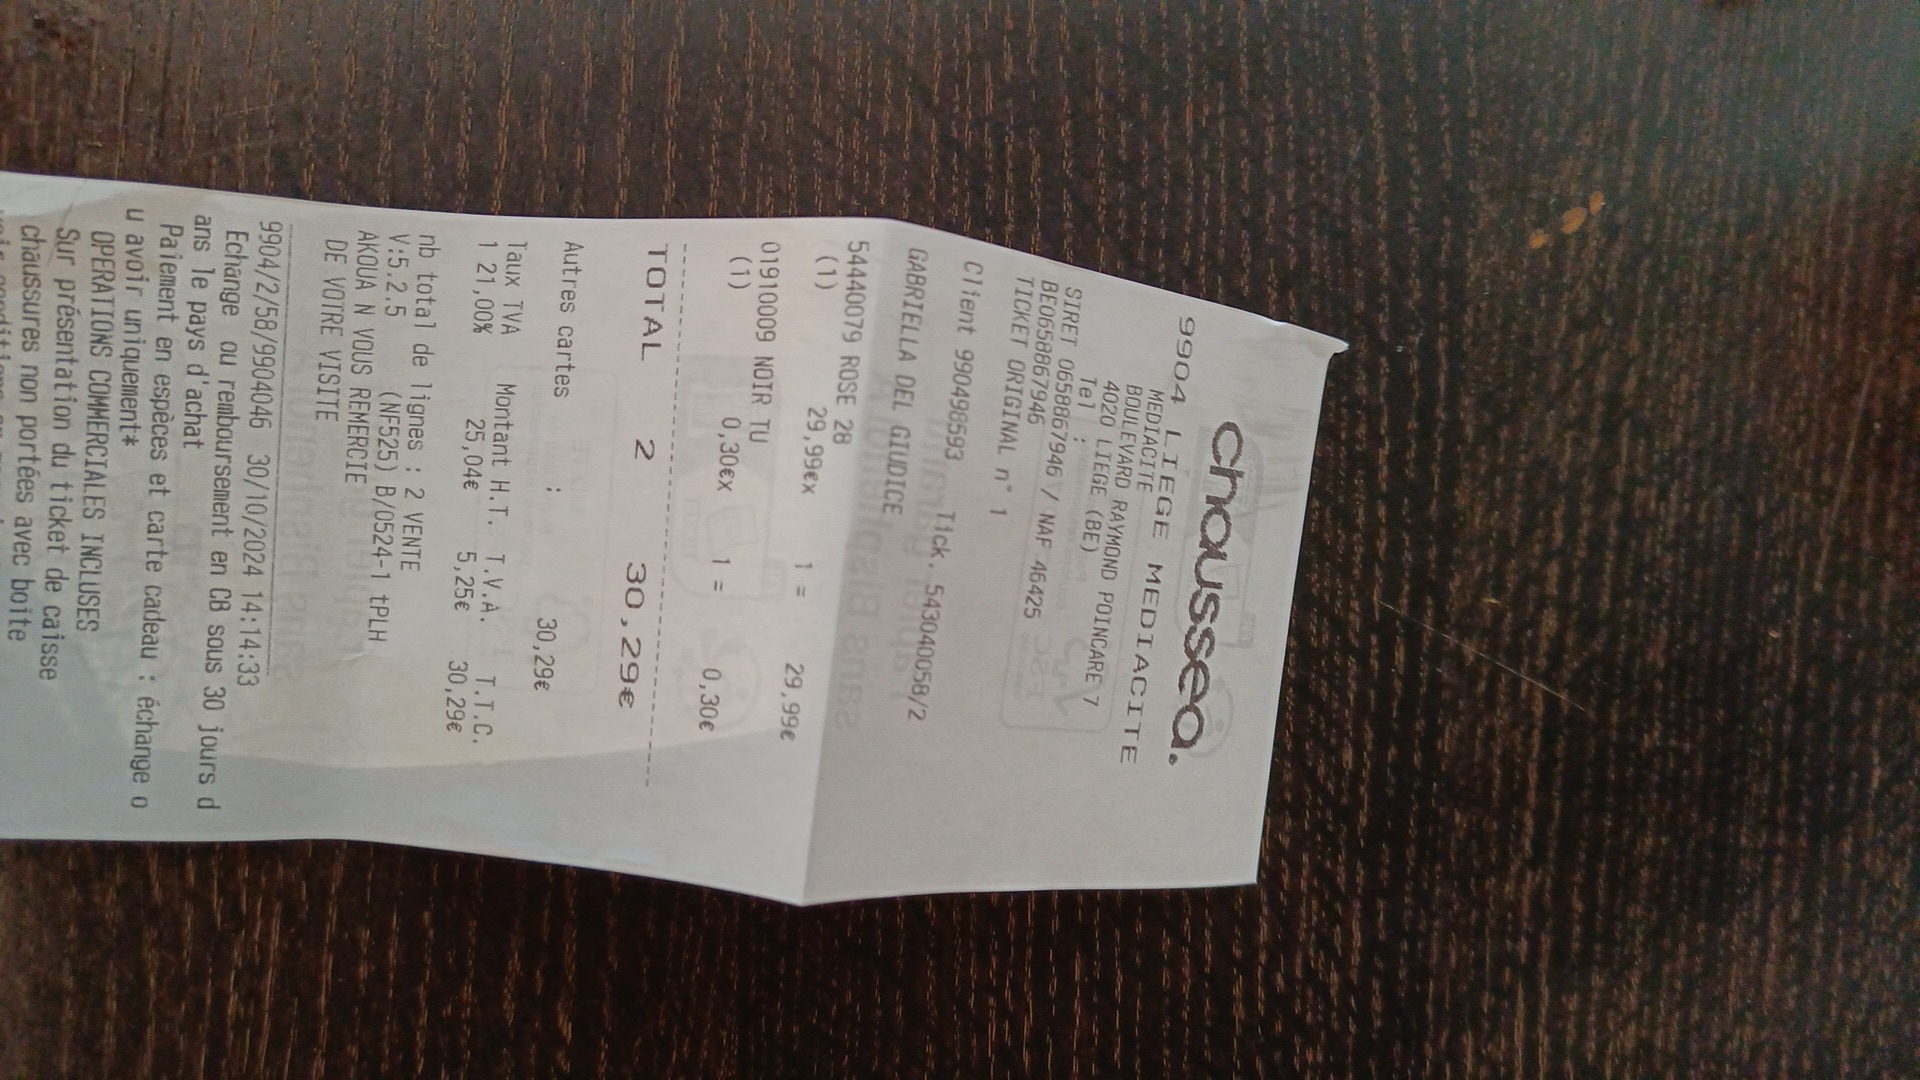 chaussea.
9904 LIEGE MEDIACITE
MEDIACITE
BOULEVARD RAYMOND POINCARE 7
4020 LIEGE (BE)
Tel :
SIRET 0658867946 / NAF 46425
BE0658867946
TICKET ORIGINAL n° 1
Client 990498593 Tick. 543040058/2
GABRIELLA DEL GIUDICE
54440079 ROSE 28
(1) 29,99€x 1 = 29,99€
01910009 NOIR TU
(1) 0,30€x 1 = 0,30€
TOTAL 2 30,29€
Autres cartes : 30,29€
Taux TVA Montant H.T. T.V.A. T.T.C.
1 21,00% 25,04€ 5,25€ 30,29€
nb total de lignes : 2 VENTE
V:5.2.5 (NF525) B/0524-1 tPLH
AKOUA N VOUS REMERCIE
DE VOTRE VISITE
9904/2/58/9904046 30/10/2024 14:14:33
Echange ou remboursement en CB sous 30 jours d
ans le pays d'achat
Paiement en espèces et carte cadeau : échange o
u avoir uniquement*
OPERATIONS COMMERCIALES INCLUSES
Sur présentation du ticket de caisse
chaussures non portées avec boite